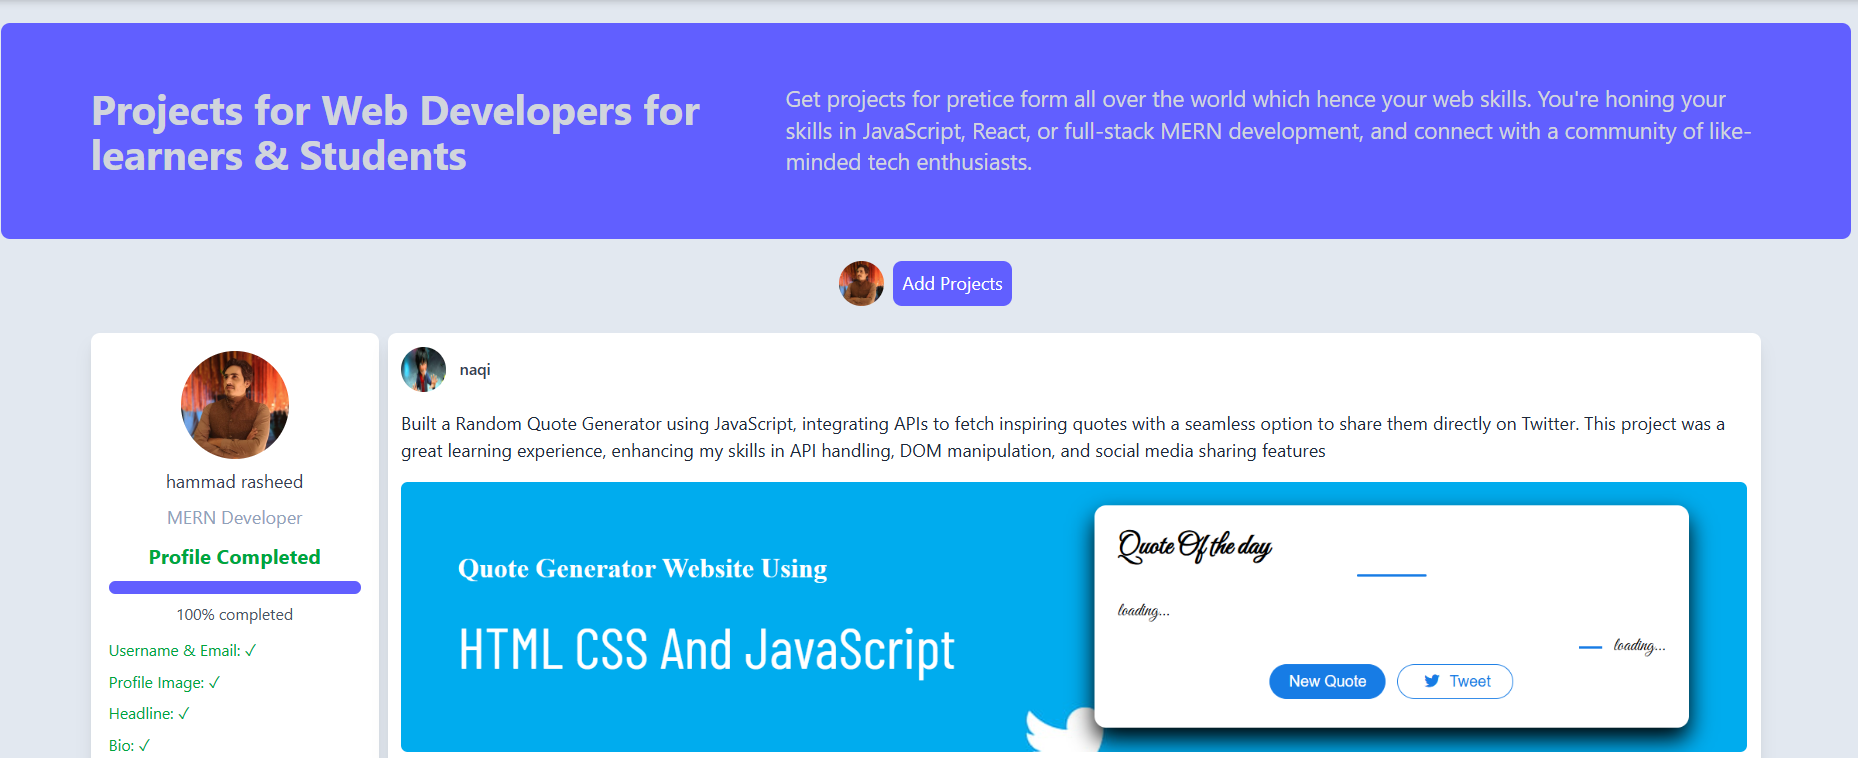 Projects for Web Developers for
learners & Students
Get projects for pretice form all over the world which hence your web skills. You're honing your
skills in JavaScript, React, or full-stack MERN development, and connect with a community of like-
minded tech enthusiasts.
Add Projects
hammad rasheed
MERN Developer
Profile Completed
100% completed
Username & Email: ✓
Profile Image: ✓
Headline: ✓
Bio: ✓
naqi
Built a Random Quote Generator using JavaScript, integrating APIs to fetch inspiring quotes with a seamless option to share them directly on Twitter. This project was a
great learning experience, enhancing my skills in API handling, DOM manipulation, and social media sharing features
Quote Generator Website Using
HTML CSS And JavaScript
Quote Of the day
loading...
loading...
New Quote
Tweet